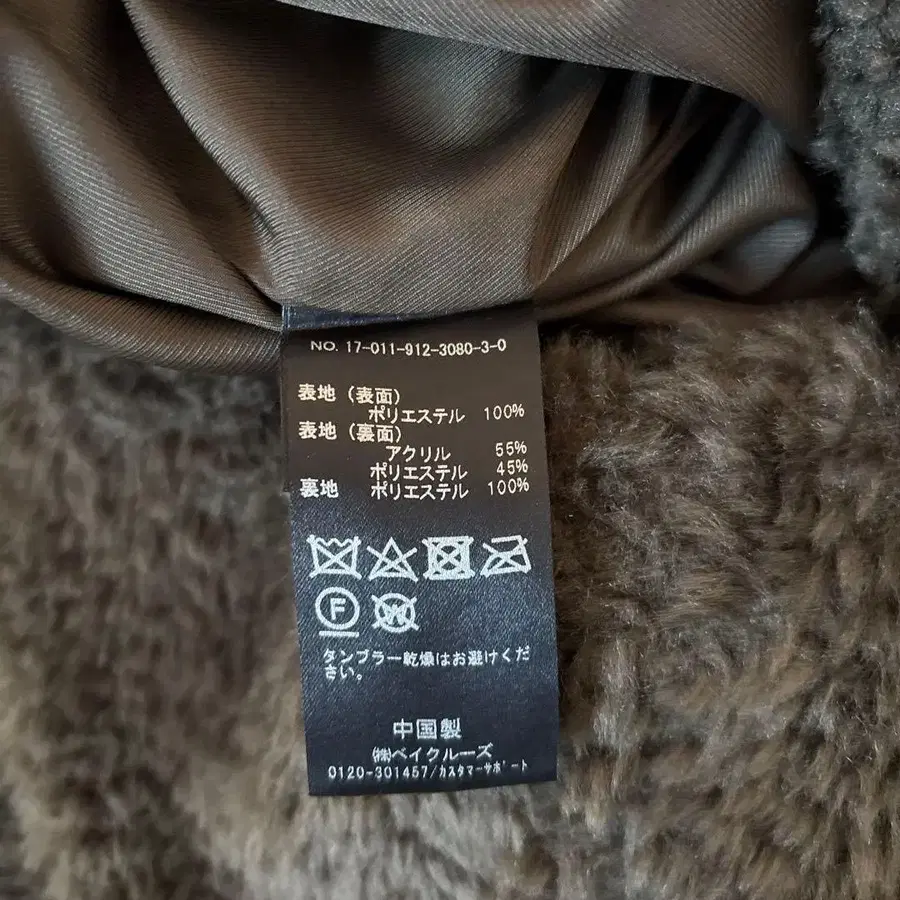 NO. 17-011-912-3080-3-0
表地（表面）
ポリエステル 100%
表地（裏面）
アクリル 55%
ポリエステル 45%
裏地 ポリエステル 100%
F
W
タンブラー乾燥はお避けくだ
さい。
中国製
㈱ベイクルーズ
0120-301457/カスタマーサポート